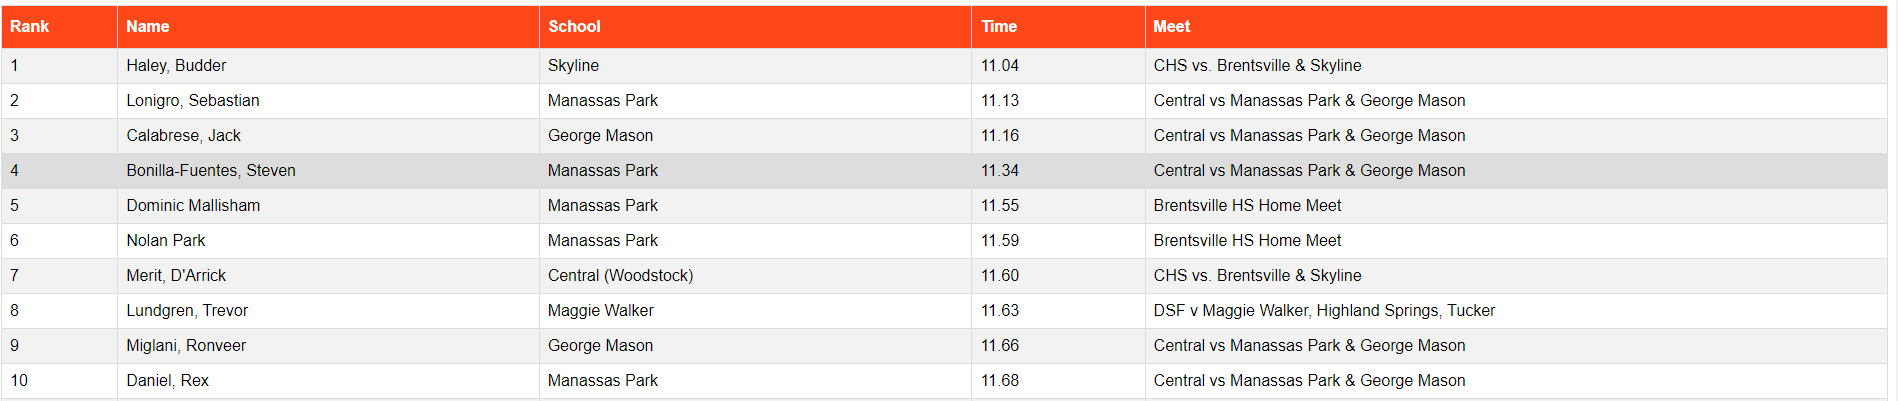 Rank Name School Time Meet
1 Haley, Budder Skyline 11.04 CHS vs. Brentsville & Skyline
2 Lonigro, Sebastian Manassas Park 11.13 Central vs Manassas Park & George Mason
3 Calabrese, Jack George Mason 11.16 Central vs Manassas Park & George Mason
4 Bonilla-Fuentes, Steven Manassas Park 11.34 Central vs Manassas Park & George Mason
5 Dominic Mallisham Manassas Park 11.55 Brentsville HS Home Meet
6 Nolan Park Manassas Park 11.59 Brentsville HS Home Meet
7 Merit, D'Arrick Central (Woodstock) 11.60 CHS vs. Brentsville & Skyline
8 Lundgren, Trevor Maggie Walker 11.63 DSF v Maggie Walker, Highland Springs, Tucker
9 Miglani, Ronveer George Mason 11.66 Central vs Manassas Park & George Mason
10 Daniel, Rex Manassas Park 11.68 Central vs Manassas Park & George Mason